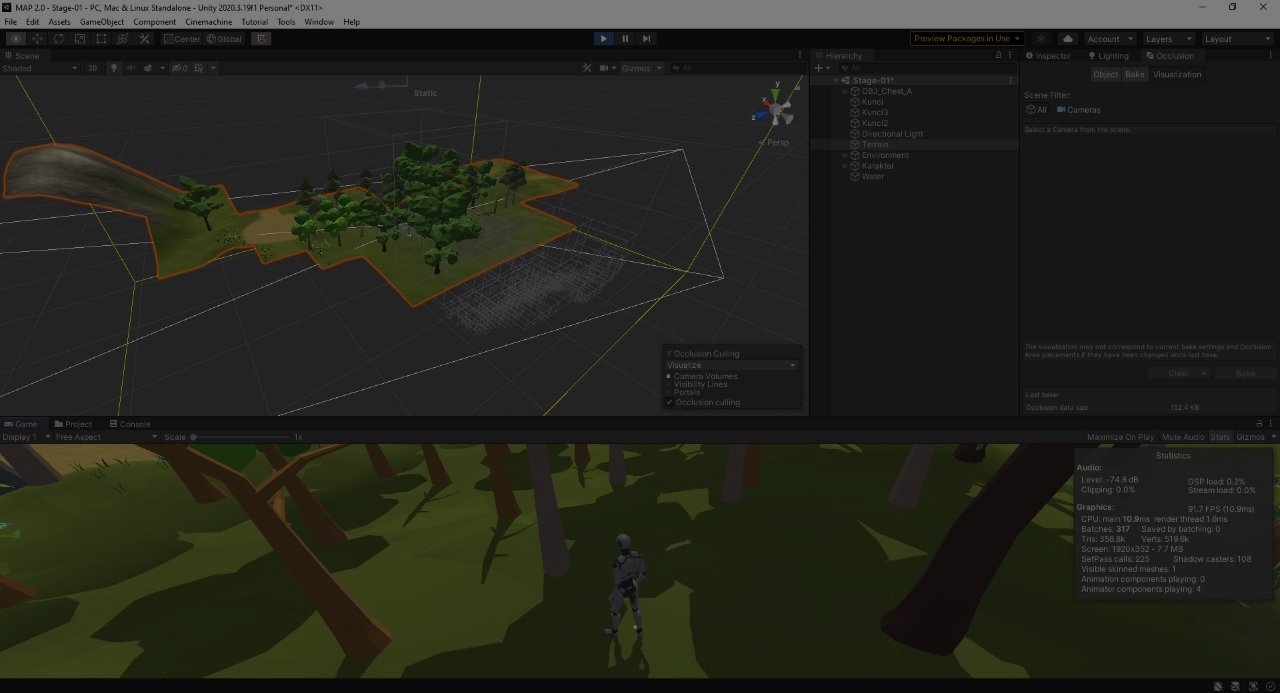 MAP 2.0 - Stage-01 - PC, Mac & Linux Standalone - Unity 2020.3.19f1 Personal* <DX11>
File Edit Assets GameObject Component Cinemachine Tutorial Tools Window Help
Center Global Preview Packages in Use Account Layers Layout
Scene
Shaded 2D 0 Gizmos All
Static
y
x
z
Persp
Occlusion Culling
Visualize
Camera Volumes
Visibility Lines
Portals
Occlusion culling
Hierarchy
All
Stage-01*
OBJ_Chest_A
Kunci
Kunci3
Kunci2
Directional Light
Terrain
Environment
Karakter
Water
Inspector Lighting Occlusion
Object Bake Visualization
Scene Filter:
All Cameras
Select a Camera from the scene.
The visualization may not correspond to current bake settings and Occlusion
Area placements if they have been changed since last bake.
Clear Bake
Last bake:
Occlusion data size 152.4 KB
Game Project Console
Display 1 Free Aspect Scale 1x Maximize On Play Mute Audio Stats Gizmos
Statistics
Audio:
Level: -74.8 dB DSP load: 0.2%
Clipping: 0.0% Stream load: 0.0%
Graphics: 91.7 FPS (10.9ms)
CPU: main 10.9ms render thread 1.6ms
Batches: 317 Saved by batching: 0
Tris: 358.8k Verts: 519.6k
Screen: 1920x352 - 7.7 MB
SetPass calls: 225 Shadow casters: 108
Visible skinned meshes: 1
Animation components playing: 0
Animator components playing: 4